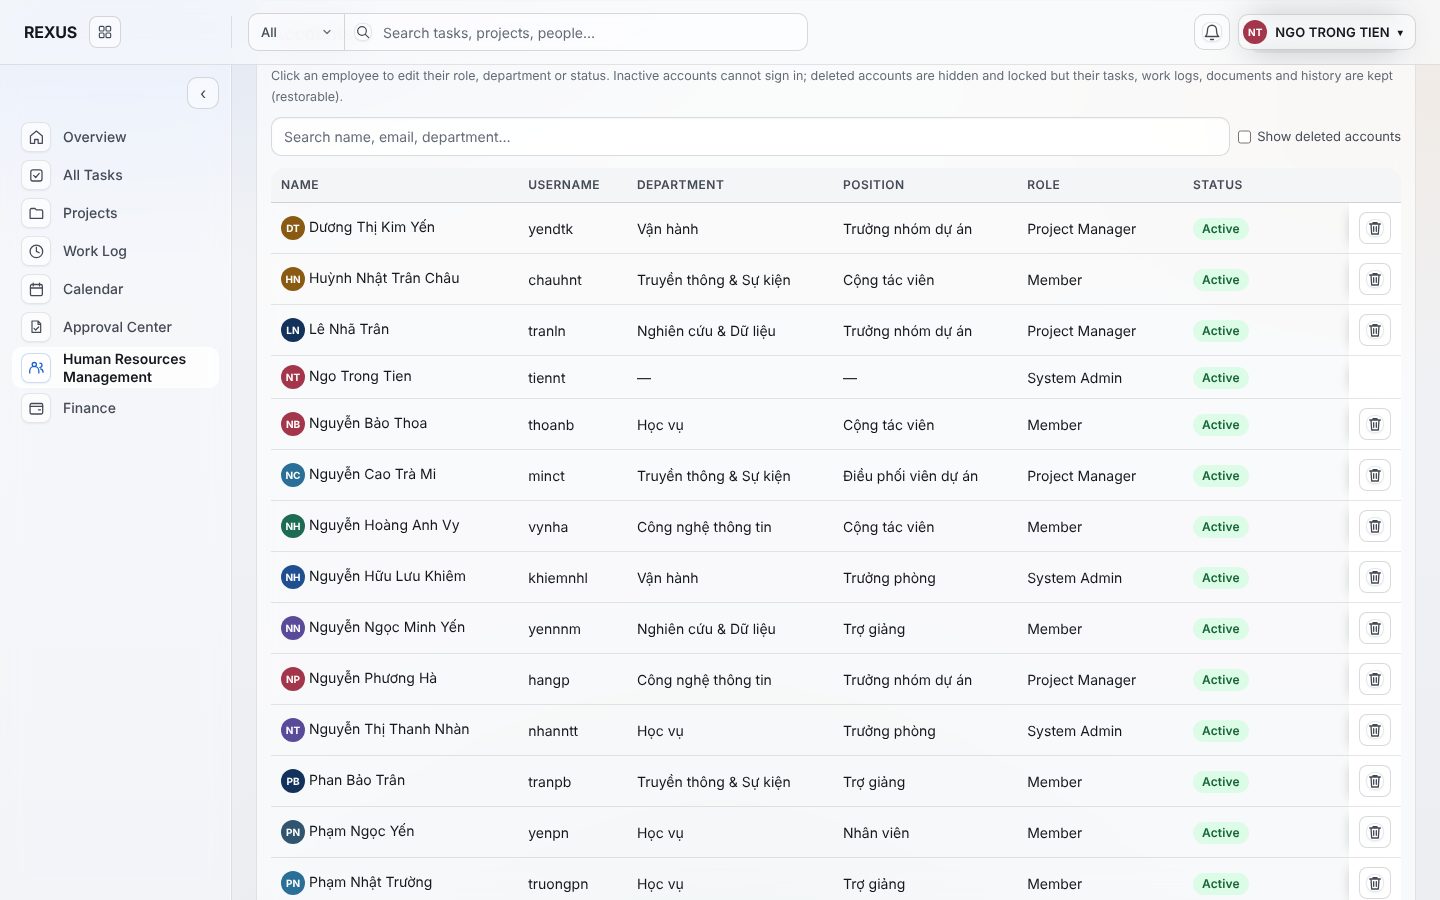 REXUS
All
Search tasks, projects, people...
NT NGO TRONG TIEN
Overview
All Tasks
Projects
Work Log
Calendar
Approval Center
Human Resources
Management
Finance
Click an employee to edit their role, department or status. Inactive accounts cannot sign in; deleted accounts are hidden and locked but their tasks, work logs, documents and history are kept
(restorable).
Search name, email, department...
Show deleted accounts
NAME USERNAME DEPARTMENT POSITION ROLE STATUS
DT Dương Thị Kim Yến yendtk Vận hành Trưởng nhóm dự án Project Manager Active
HN Huỳnh Nhật Trân Châu chauhnt Truyền thông & Sự kiện Cộng tác viên Member Active
LN Lê Nhã Trân tranln Nghiên cứu & Dữ liệu Trưởng nhóm dự án Project Manager Active
NT Ngo Trong Tien tiennt — — System Admin Active
NB Nguyễn Bảo Thoa thoanb Học vụ Cộng tác viên Member Active
NC Nguyễn Cao Trà Mi minct Truyền thông & Sự kiện Điều phối viên dự án Project Manager Active
NH Nguyễn Hoàng Anh Vy vynha Công nghệ thông tin Cộng tác viên Member Active
NH Nguyễn Hữu Lưu Khiêm khiemnhl Vận hành Trưởng phòng System Admin Active
NN Nguyễn Ngọc Minh Yến yennnm Nghiên cứu & Dữ liệu Trợ giảng Member Active
NP Nguyễn Phương Hà hangp Công nghệ thông tin Trưởng nhóm dự án Project Manager Active
NT Nguyễn Thị Thanh Nhàn nhanntt Học vụ Trưởng phòng System Admin Active
PB Phan Bảo Trân tranpb Truyền thông & Sự kiện Trợ giảng Member Active
PN Phạm Ngọc Yến yenpn Học vụ Nhân viên Member Active
PN Phạm Nhật Trường truongpn Học vụ Trợ giảng Member Active